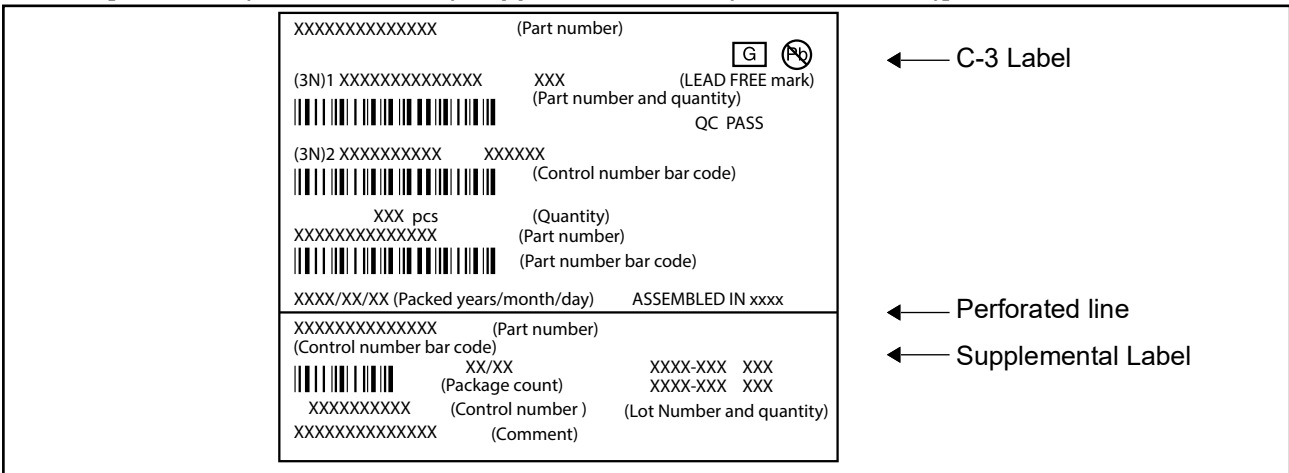 XXXXXXXXXXXXXX (Part number)
G Pb
C-3 Label
(3N)1 XXXXXXXXXXXXXX XXX (LEAD FREE mark)
(Part number and quantity)
QC PASS
(3N)2 XXXXXXXXXX XXXXXX
(Control number bar code)
XXX pcs (Quantity)
XXXXXXXXXXXXXX (Part number)
(Part number bar code)
XXXX/XX/XX (Packed years/month/day) ASSEMBLED IN xxxx
Perforated line
XXXXXXXXXXXXXX (Part number)
(Control number bar code)
Supplemental Label
XX/XX XXXX-XXX XXX
(Package count) XXXX-XXX XXX
XXXXXXXXXX (Control number ) (Lot Number and quantity)
XXXXXXXXXXXXXX (Comment)